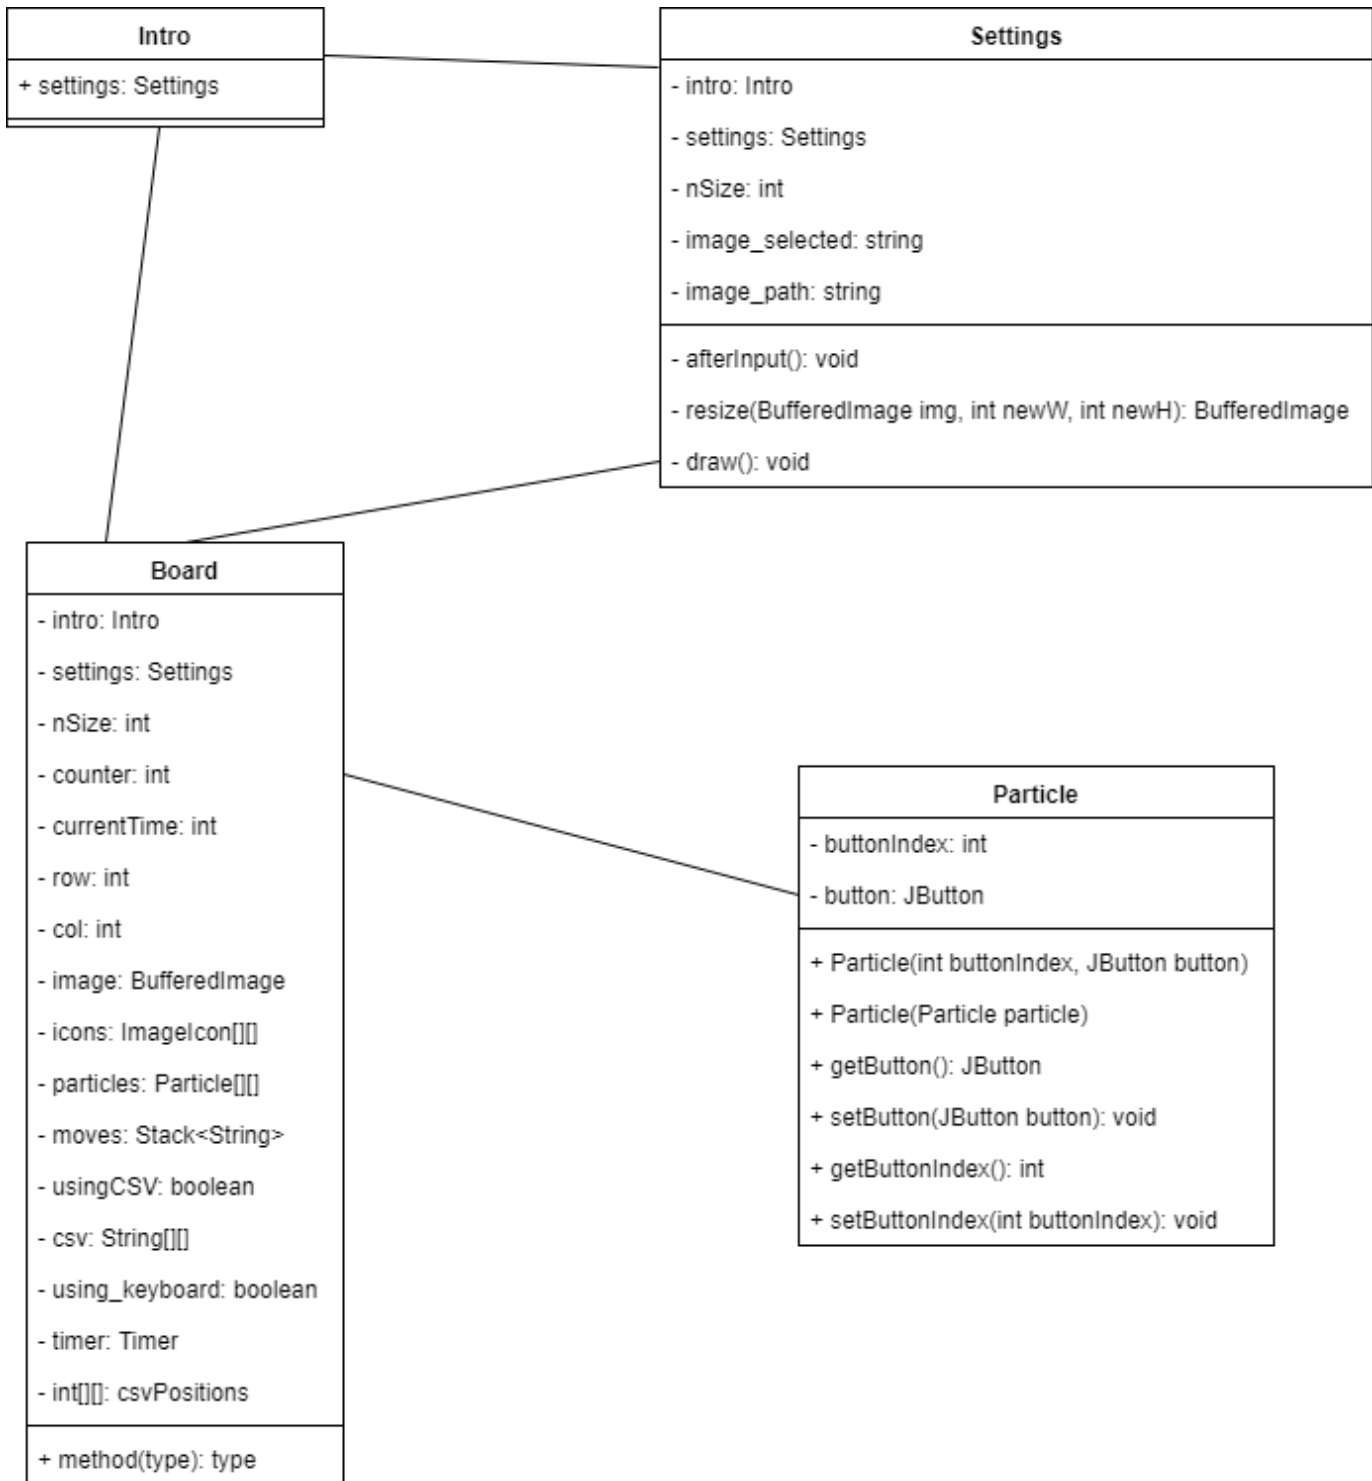 Intro
+ settings: Settings
Settings
- intro: Intro
- settings: Settings
- nSize: int
- image_selected: string
- image_path: string
- afterInput(): void
- resize(BufferedImage img, int newW, int newH): BufferedImage
- draw(): void
Board
- intro: Intro
- settings: Settings
- nSize: int
- counter: int
- currentTime: int
- row: int
- col: int
- image: BufferedImage
- icons: ImageIcon[][]
- particles: Particle[][]
- moves: Stack<String>
- usingCSV: boolean
- csv: String[][]
- using_keyboard: boolean
- timer: Timer
- int[][]: csvPositions
+ method(type): type
Particle
- buttonIndex: int
- button: JButton
+ Particle(int buttonIndex, JButton button)
+ Particle(Particle particle)
+ getButton(): JButton
+ setButton(JButton button): void
+ getButtonIndex(): int
+ setButtonIndex(int buttonIndex): void